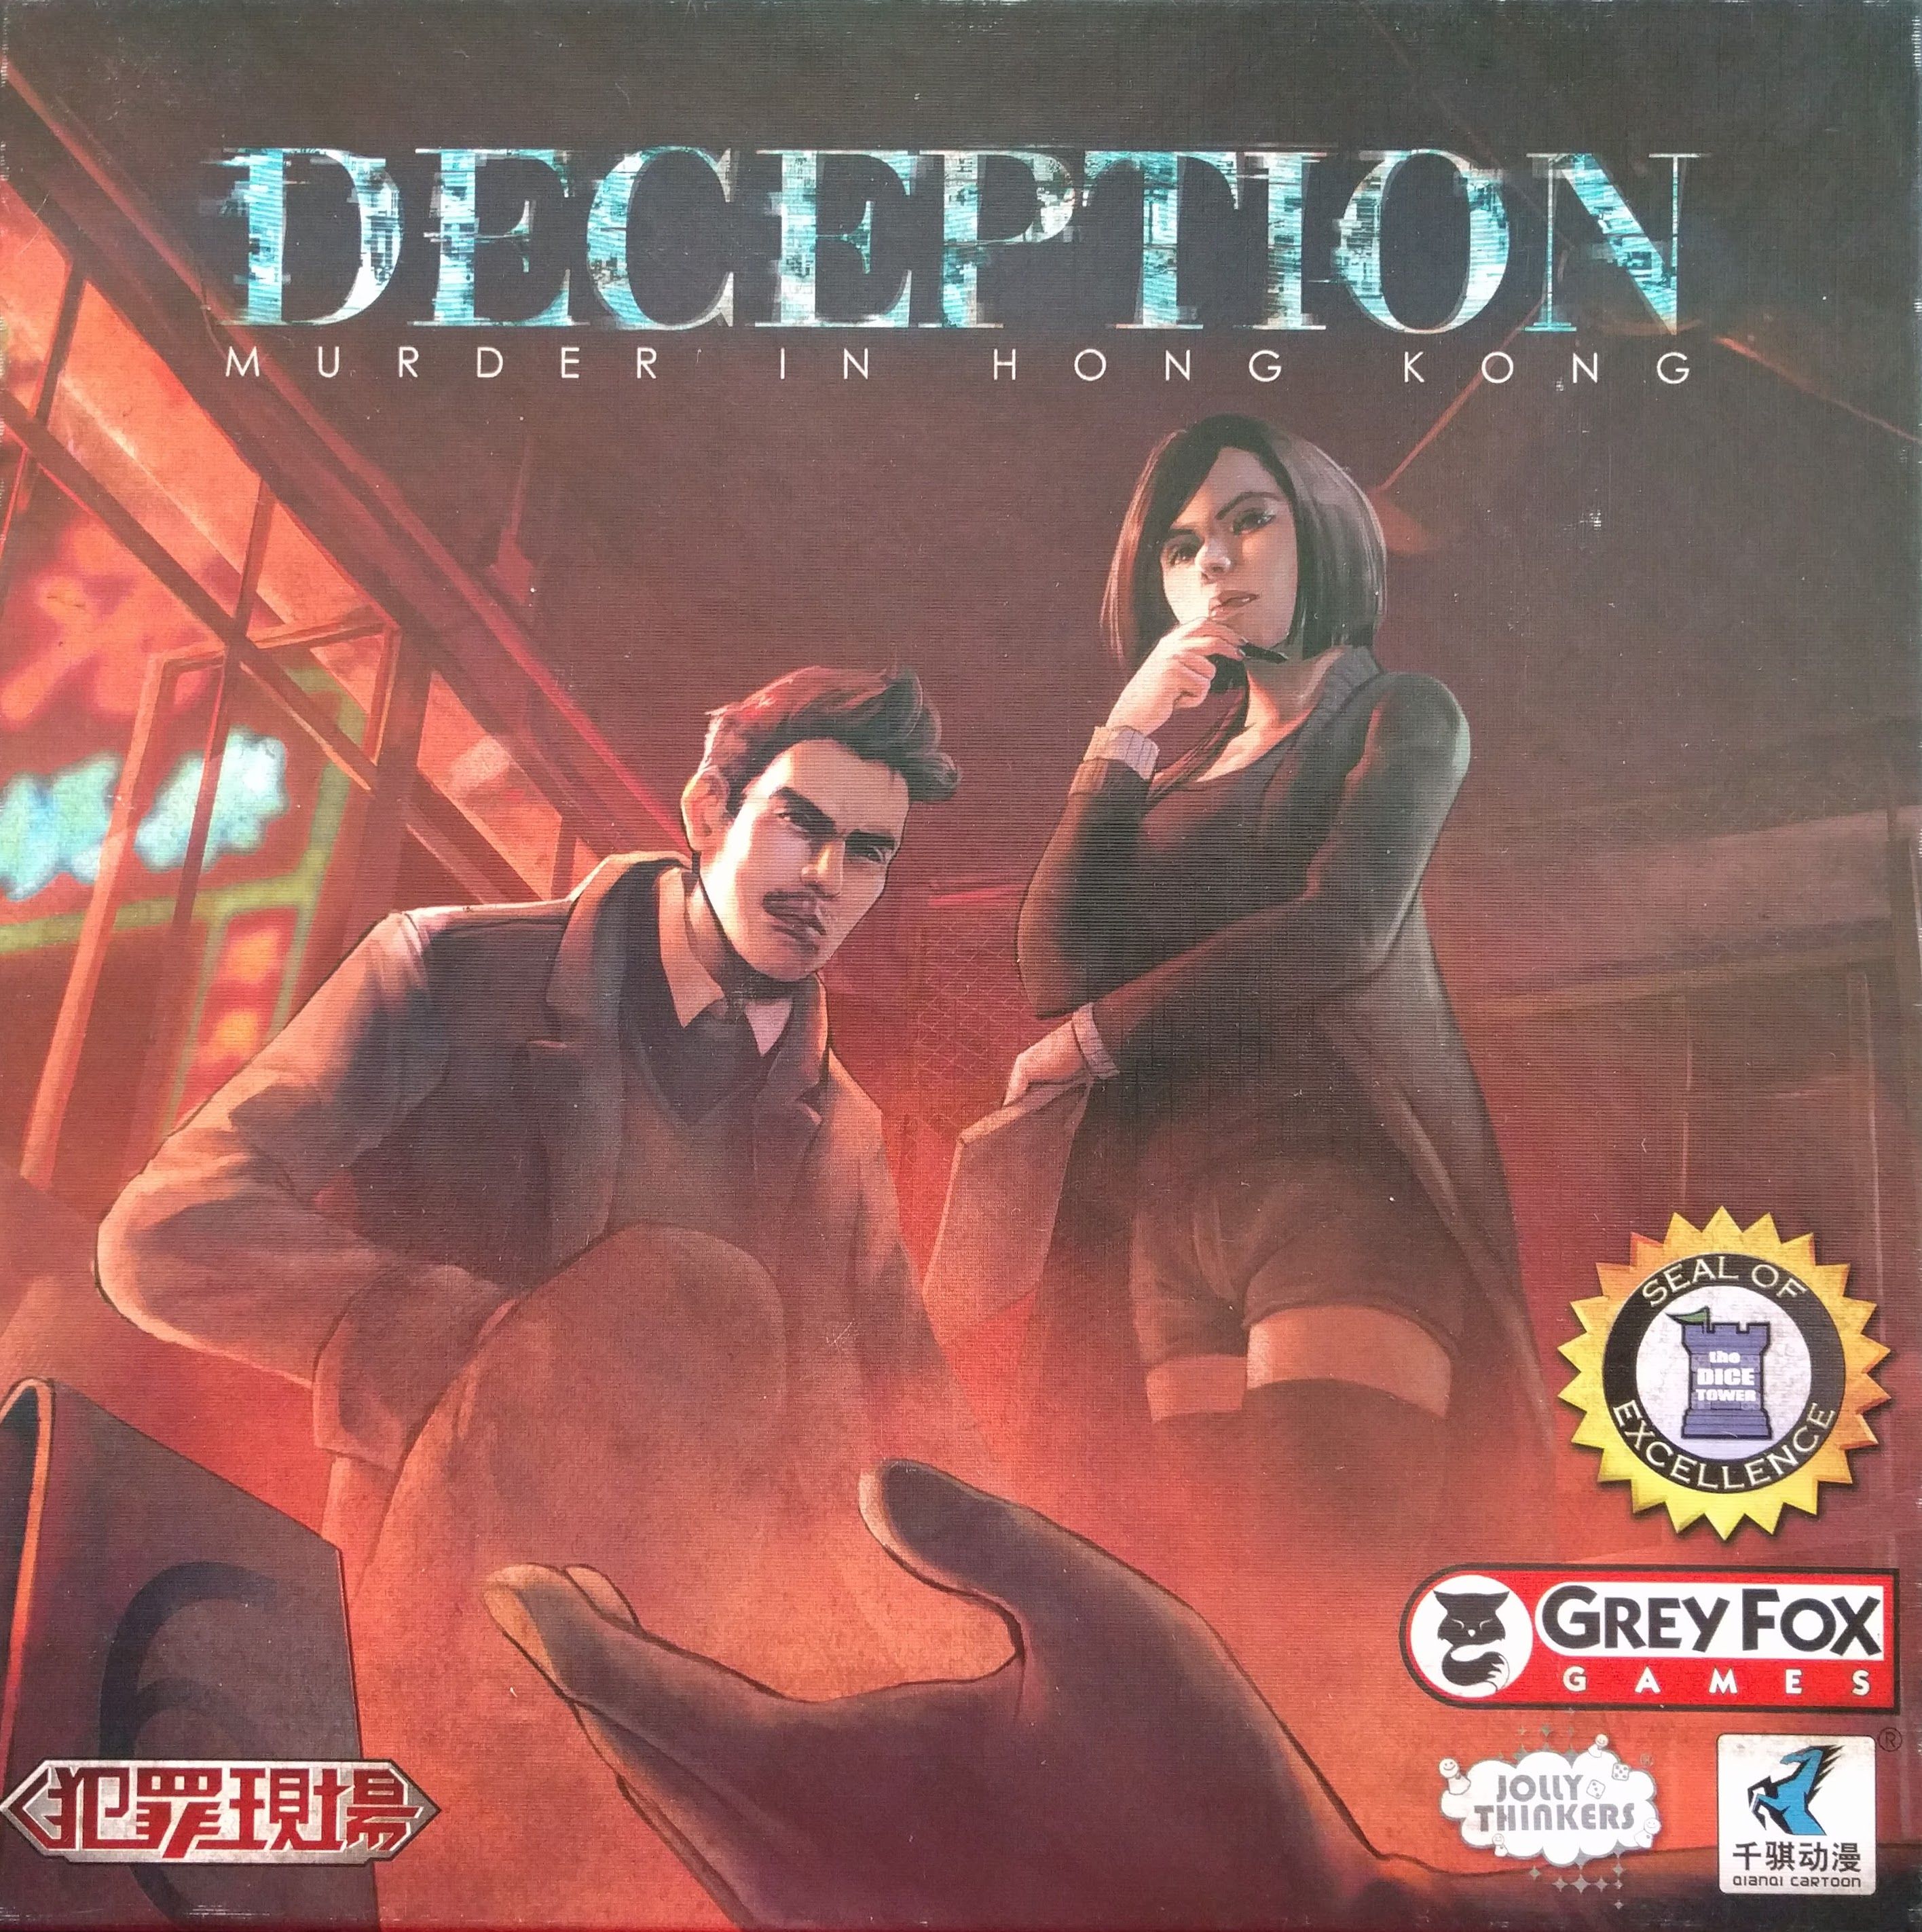 DECEPTION
MURDER IN HONG KONG
SEAL OF
the
DICE
TOWER
EXCELLENCE
GREY FOX
GAMES
犯罪現場
JOLLY
THINKERS
®
千骐动漫
QIANQI CARTOON